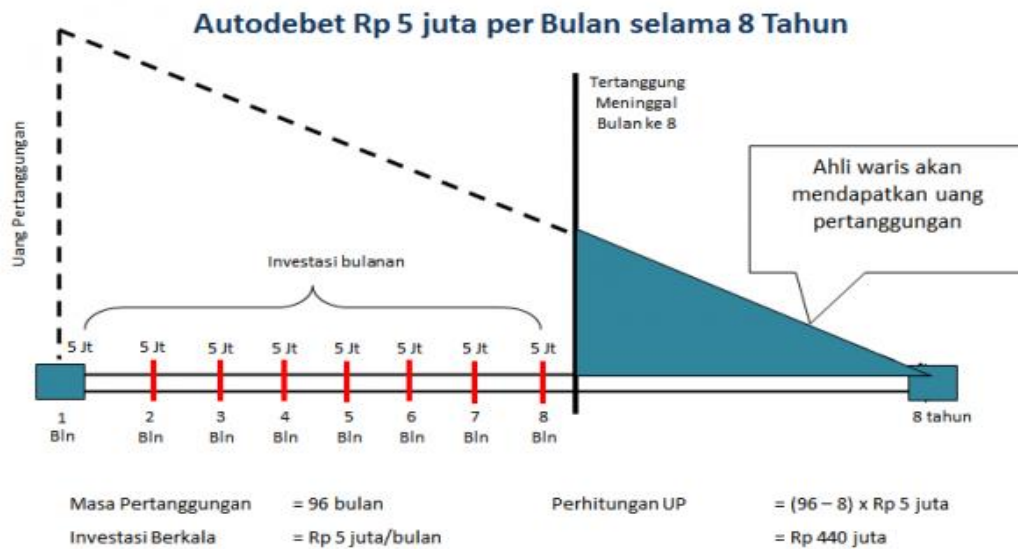 Autodebet Rp 5 juta per Bulan selama 8 Tahun
Uang Pertanggungan
Tertanggung
Meninggal
Bulan ke 8
Ahli waris akan
mendapatkan uang
pertanggungan
Investasi bulanan
5 Jt 5 Jt 5 Jt 5 Jt 5 Jt 5 Jt 5 Jt 5 Jt
1 2 3 4 5 6 7 8 8 tahun
Bln Bln Bln Bln Bln Bln Bln Bln
Masa Pertanggungan = 96 bulan Perhitungan UP = (96 – 8) x Rp 5 juta
Investasi Berkala = Rp 5 juta/bulan = Rp 440 juta